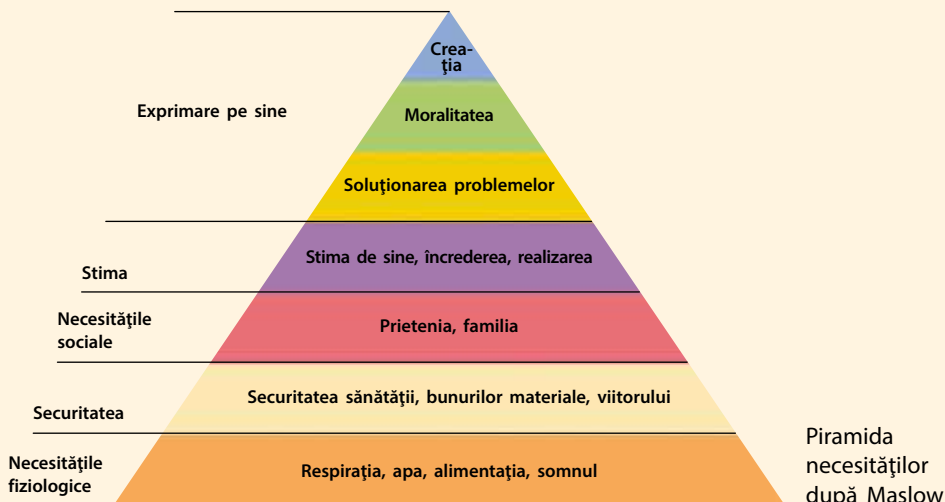 Crea-
ţia
Exprimare pe sine
Moralitatea
Soluţionarea problemelor
Stima de sine, încrederea, realizarea
Stima
Necesităţile
sociale
Prietenia, familia
Securitatea sănătăţii, bunurilor materiale, viitorului
Securitatea
Necesităţile
fiziologice
Respiraţia, apa, alimentaţia, somnul
Piramida
necesităţilor
după Maslow